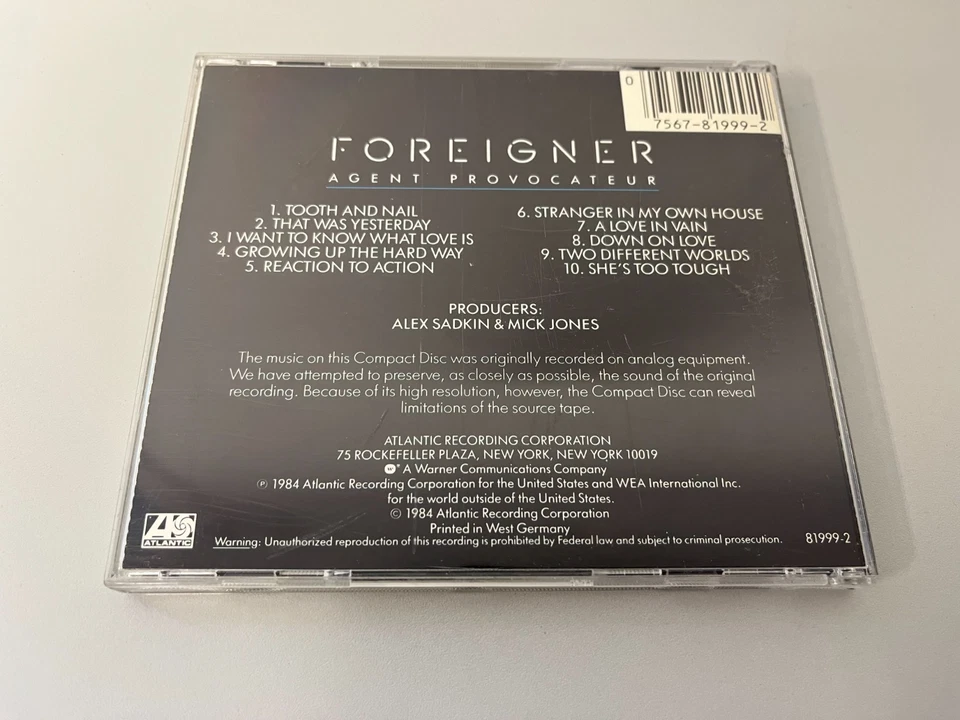 0
7567-81999-2
FOREIGNER
AGENT PROVOCATEUR
1. TOOTH AND NAIL
2. THAT WAS YESTERDAY
3. I WANT TO KNOW WHAT LOVE IS
4. GROWING UP THE HARD WAY
5. REACTION TO ACTION
6. STRANGER IN MY OWN HOUSE
7. A LOVE IN VAIN
8. DOWN ON LOVE
9. TWO DIFFERENT WORLDS
10. SHE'S TOO TOUGH
PRODUCERS:
ALEX SADKIN & MICK JONES
The music on this Compact Disc was originally recorded on analog equipment.
We have attempted to preserve, as closely as possible, the sound of the original
recording. Because of its high resolution, however, the Compact Disc can reveal
limitations of the source tape.
ATLANTIC RECORDING CORPORATION
75 ROCKEFELLER PLAZA, NEW YORK, NEW YORK 10019
A Warner Communications Company
℗ 1984 Atlantic Recording Corporation for the United States and WEA International Inc.
for the world outside of the United States.
© 1984 Atlantic Recording Corporation
Printed in West Germany
ATLANTIC
Warning: Unauthorized reproduction of this recording is prohibited by Federal law and subject to criminal prosecution.
81999-2